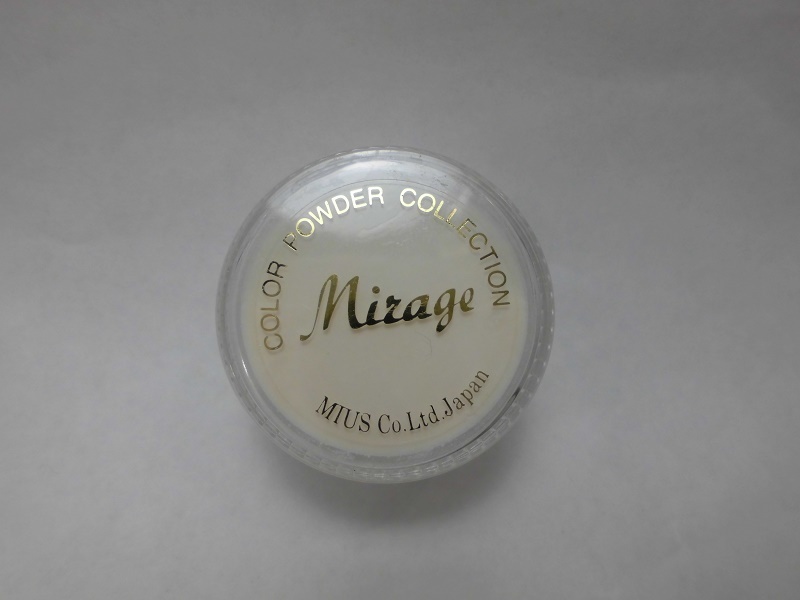 COLOR POWDER COLLECTION
Mirage
MIUS Co.Ltd.Japan